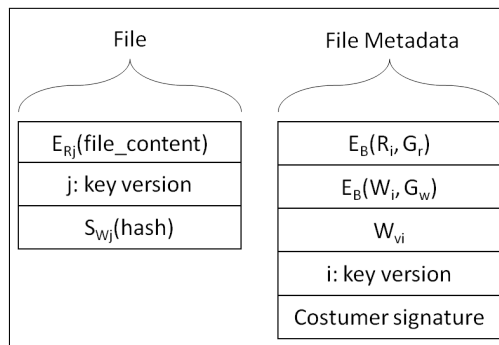 File
E_Rj(file_content)
j: key version
S_Wj(hash)
File Metadata
E_B(R_i, G_r)
E_B(W_i, G_w)
W_vi
i: key version
Costumer signature